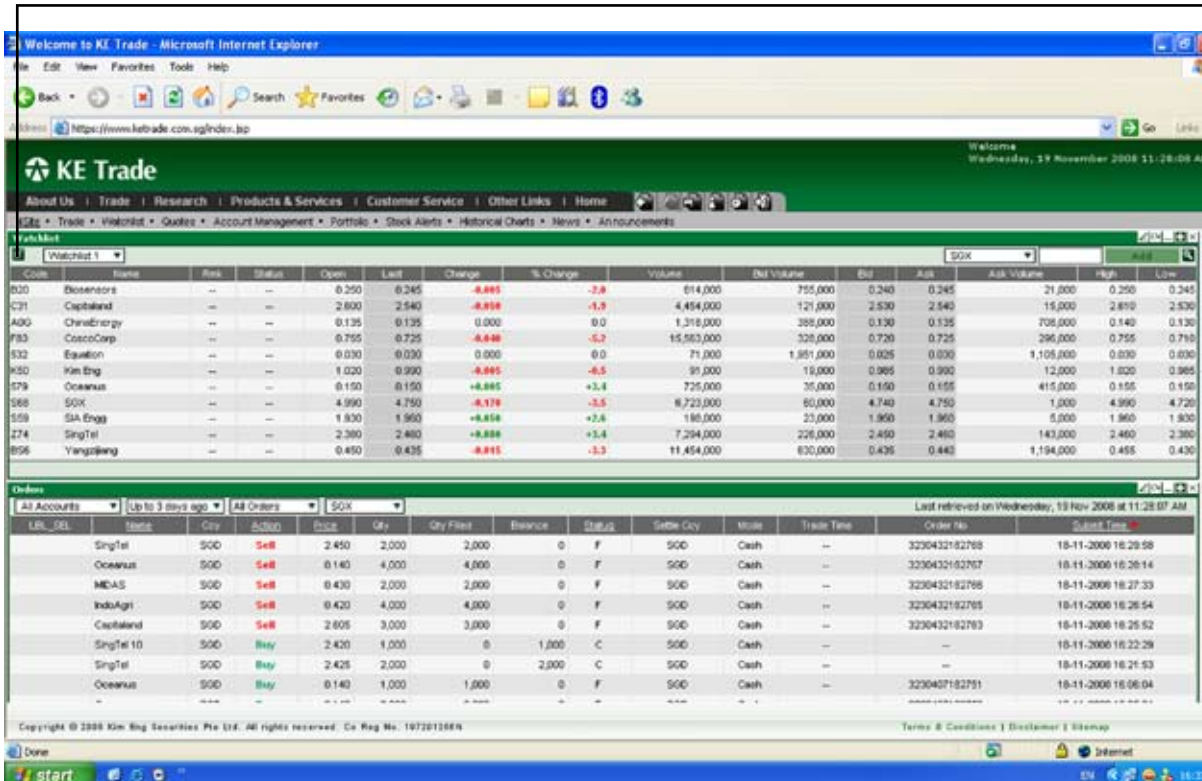 Welcome to KE Trade - Microsoft Internet Explorer
File Edit View Favorites Tools Help
Back Search Favorites
Address https://www.ketrade.com.sg/index.jsp Go Links
Welcome
Wednesday, 19 November 2008 11:28:08
KE Trade
About Us | Trade | Research | Products & Services | Customer Service | Other Links | Home
Trade • Watchlist • Quotes • Account Management • Portfolio • Stock Alerts • Historical Charts • News • Announcements
Watchlist
Watchlist 1 SGX Add
Code Name Rmk Status Open Last Change % Change Volume Bid Volume Bid Ask Ask Volume High Low
B20 Biosensors -- -- 0.250 0.245 -0.005 -2.0 614,000 755,000 0.240 0.245 21,000 0.250 0.245
C31 Capitaland -- -- 2.600 2.540 -0.050 -1.9 4,454,000 121,000 2.530 2.540 15,000 2.610 2.530
ChinaEnergy -- -- 0.135 0.135 0.000 0.0 1,318,000 388,000 0.130 0.135 708,000 0.140 0.130
F83 CoscoCorp -- -- 0.755 0.725 -0.040 -5.2 15,563,000 328,000 0.720 0.725 296,000 0.755 0.710
532 Equation -- -- 0.030 0.030 0.000 0.0 71,000 1,951,000 0.025 0.030 1,105,000 0.030 0.030
K50 Kim Eng -- -- 1.020 0.990 -0.005 -0.5 91,000 19,000 0.985 0.990 12,000 1.020 0.985
579 Oceanus -- -- 0.150 0.150 +0.005 +3.4 725,000 35,000 0.150 0.155 415,000 0.155 0.150
S68 SGX -- -- 4.990 4.750 -0.170 -3.5 6,723,000 60,000 4.740 4.750 1,000 4.990 4.720
S59 SIA Engg -- -- 1.930 1.960 +0.050 +2.6 198,000 23,000 1.950 1.960 5,000 1.960 1.930
Z74 SingTel -- -- 2.380 2.460 +0.080 +3.4 7,294,000 226,000 2.450 2.460 143,000 2.460 2.380
BS6 Yangzijiang -- -- 0.450 0.435 -0.015 -3.3 11,454,000 630,000 0.435 0.440 1,194,000 0.455 0.430
Orders
All Accounts Up to 3 days ago All Orders SGX Last retrieved on Wednesday, 19 Nov 2008 at 11:28:07 AM
LBL_SEL Name Ccy Action Price Qty Qty Filled Balance Status Settle Ccy Mode Trade Time Order No Submit Time
SingTel SGD Sell 2.450 2,000 2,000 0 F SGD Cash -- 3230432182768 18-11-2008 16:29:58
Oceanus SGD Sell 0.140 4,000 4,000 0 F SGD Cash -- 3230432182767 18-11-2008 16:28:14
MIDAS SGD Sell 0.430 2,000 2,000 0 F SGD Cash -- 3230432182766 18-11-2008 16:27:33
IndoAgri SGD Sell 0.420 4,000 4,000 0 F SGD Cash -- 3230432182765 18-11-2008 16:26:54
Capitaland SGD Sell 2.605 3,000 3,000 0 F SGD Cash -- 3230432182763 18-11-2008 16:25:52
SingTel 10 SGD Buy 2.420 1,000 0 1,000 C SGD Cash -- -- 18-11-2008 16:22:29
SingTel SGD Buy 2.425 2,000 0 2,000 C SGD Cash -- -- 18-11-2008 16:21:53
Oceanus SGD Buy 0.140 1,000 1,000 0 F SGD Cash -- 3230407182751 18-11-2008 16:06:04
Copyright © 2008 Kim Eng Securities Pte Ltd. All rights reserved. Co Reg No. 197201256N
Terms & Conditions | Disclaimer | Sitemap
Done Internet
start EN